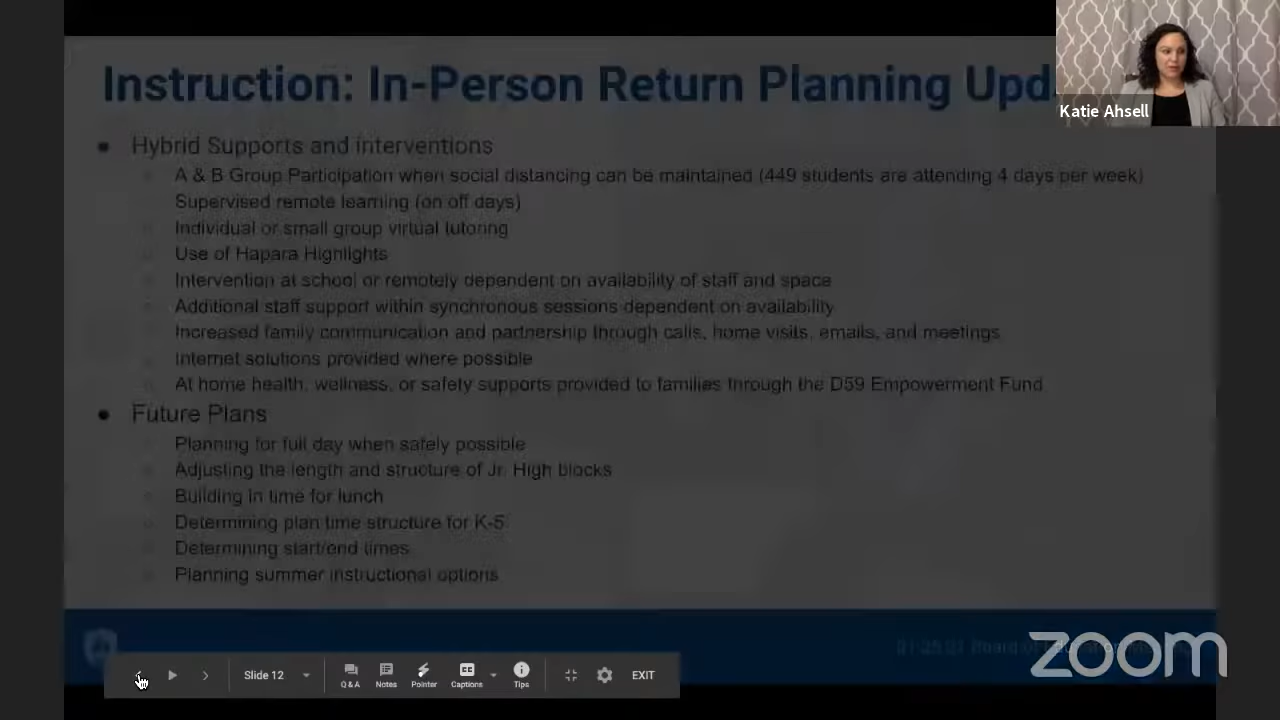 Instruction: In-Person Return Planning Upd
Katie Ahsell
Hybrid Supports and Interventions
A & B Group Participation when social distancing can be maintained (449 students are attending 4 days per week)
Supervised remote learning (on off days)
Individual or small group virtual tutoring
Use of Hapara Highlights
Intervention at school or remotely dependent on availability of staff and space
Additional staff support within synchronous sessions dependent on availability
Increased family communication and partnership through calls, home visits, emails, and meetings
Internet solutions provided where possible
At home health, wellness, or safety supports provided to families through the D59 Empowerment Fund
Future Plans
Planning for full day when safely possible
Adjusting the length and structure of Jr. High blocks
Building in time for lunch
Determining plan time structure for K-5
Determining start/end times
Planning summer instructional options
zoom
Slide 12
Q & A
Notes
Pointer
Captions
Tips
EXIT